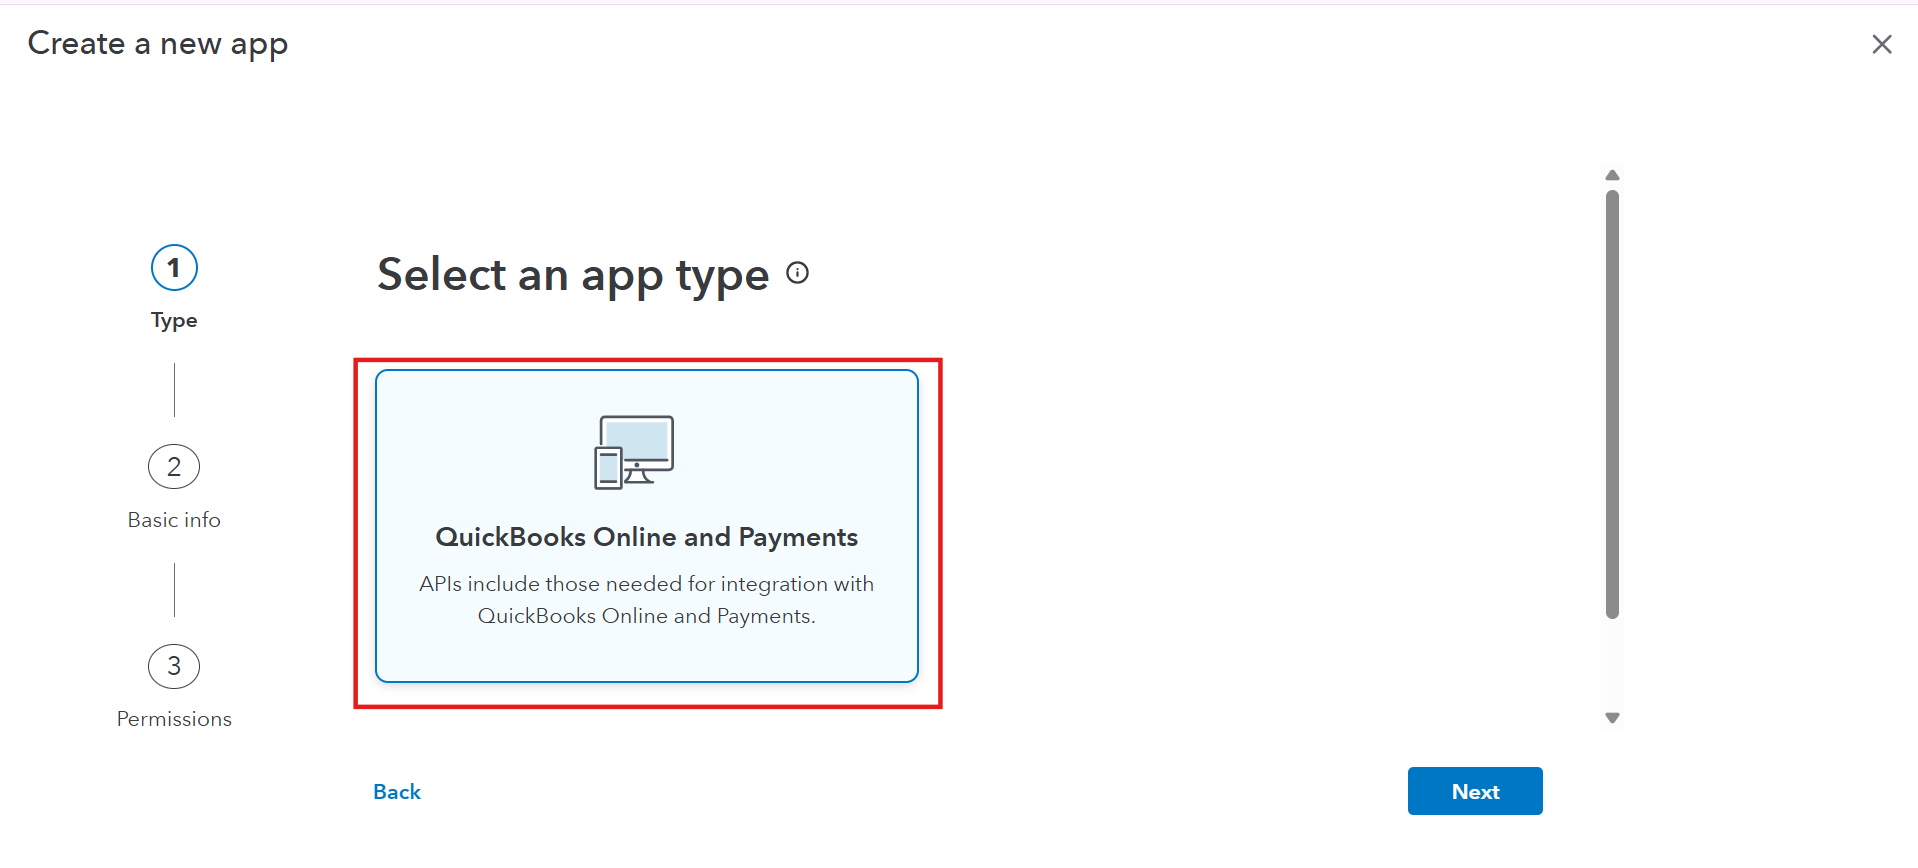 Create a new app
1
Type
2
Basic info
3
Permissions
Select an app type
QuickBooks Online and Payments
APIs include those needed for integration with
QuickBooks Online and Payments.
Back
Next